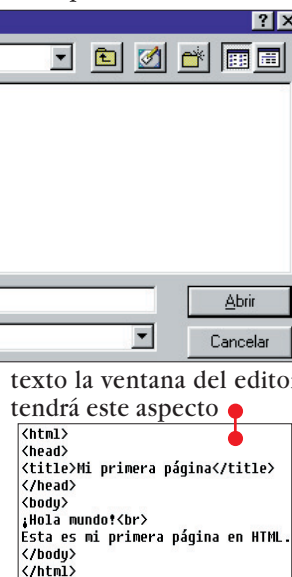 Abrir
Cancelar
texto la ventana del editor
tendrá este aspecto
<html>
<head>
<title>Mi primera página</title>
</head>
<body>
¡Hola mundo!<br>
Esta es mi primera página en HTML.
</body>
</html>